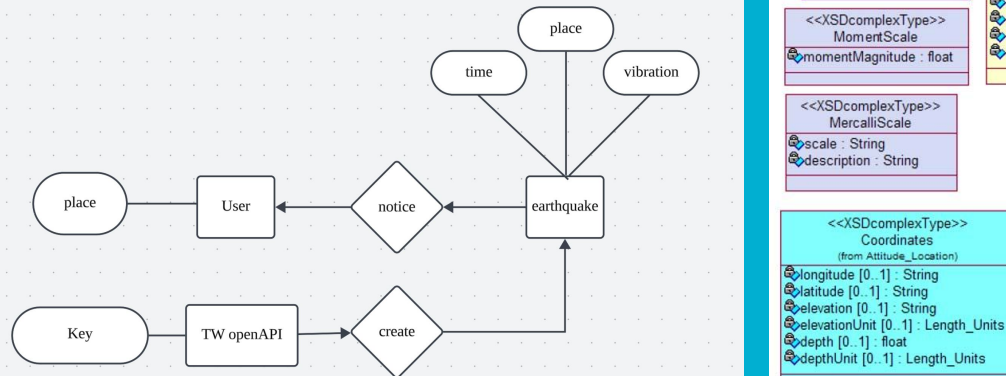 place
time
vibration
place
User
notice
earthquake
Key
TW openAPI
create
<<XSDcomplexType>>
MomentScale
momentMagnitude : float
<<XSDcomplexType>>
MercalliScale
scale : String
description : String
<<XSDcomplexType>>
Coordinates
(from Attitude_Location)
longitude [0..1] : String
latitude [0..1] : String
elevation [0..1] : String
elevationUnit [0..1] : Length_Units
depth [0..1] : float
depthUnit [0..1] : Length_Units